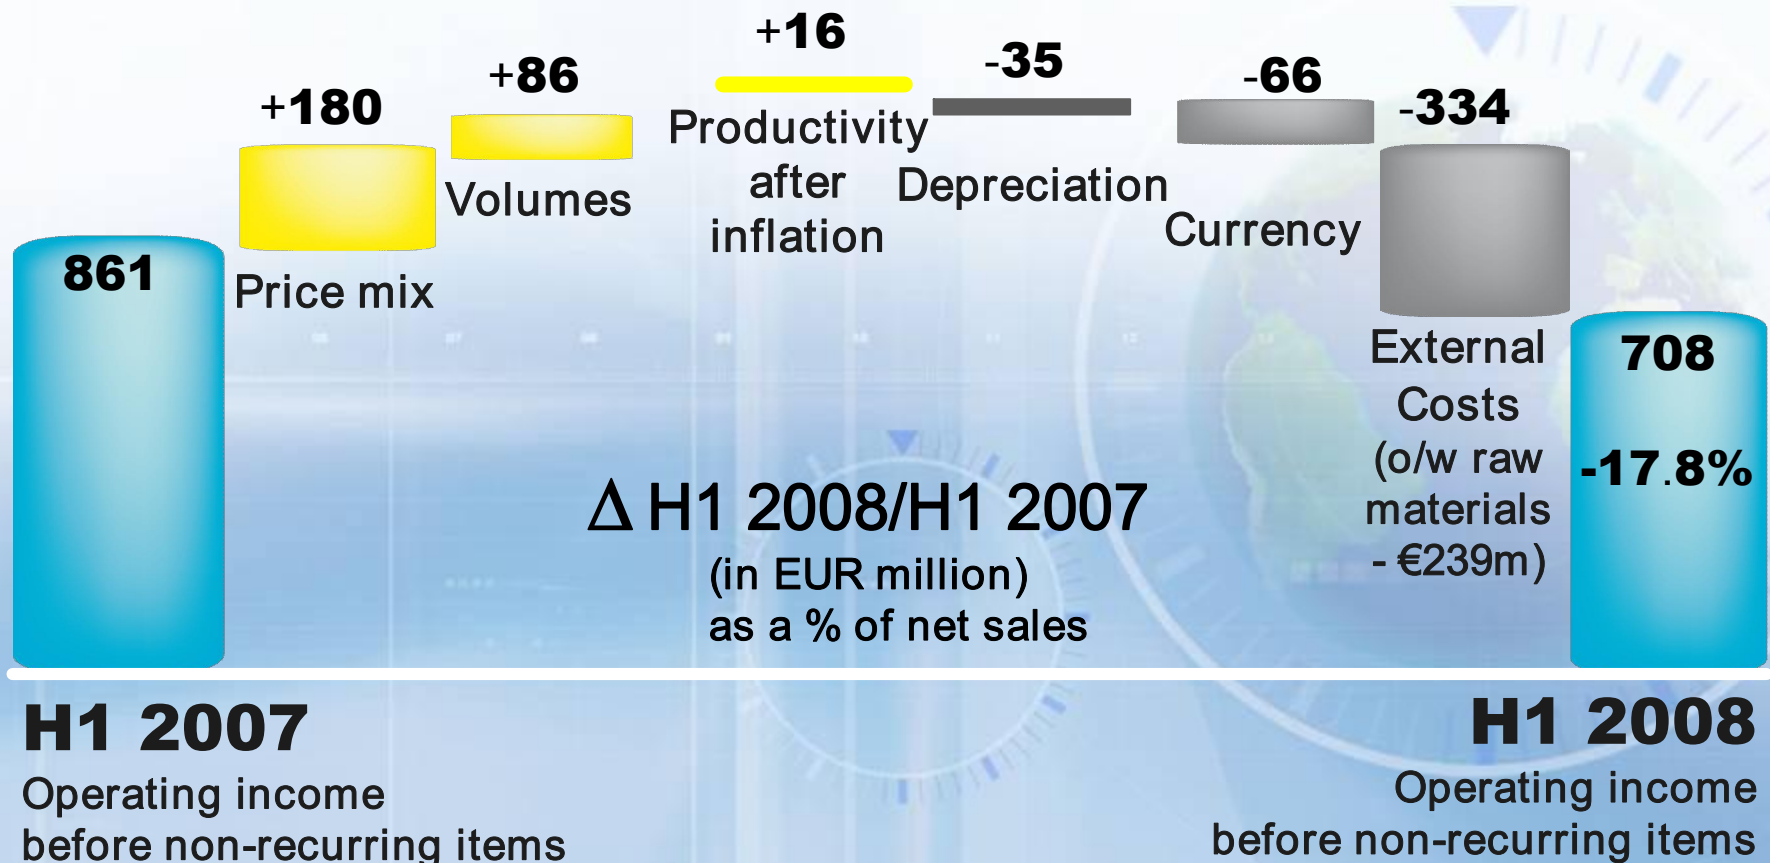 861
+180
Price mix
+86
Volumes
+16
Productivity
after
inflation
-35
Depreciation
-66
Currency
-334
External
Costs
(o/w raw
materials
- €239m)
708
-17.8%
Δ H1 2008/H1 2007
(in EUR million)
as a % of net sales
H1 2007
Operating income
before non-recurring items
H1 2008
Operating income
before non-recurring items